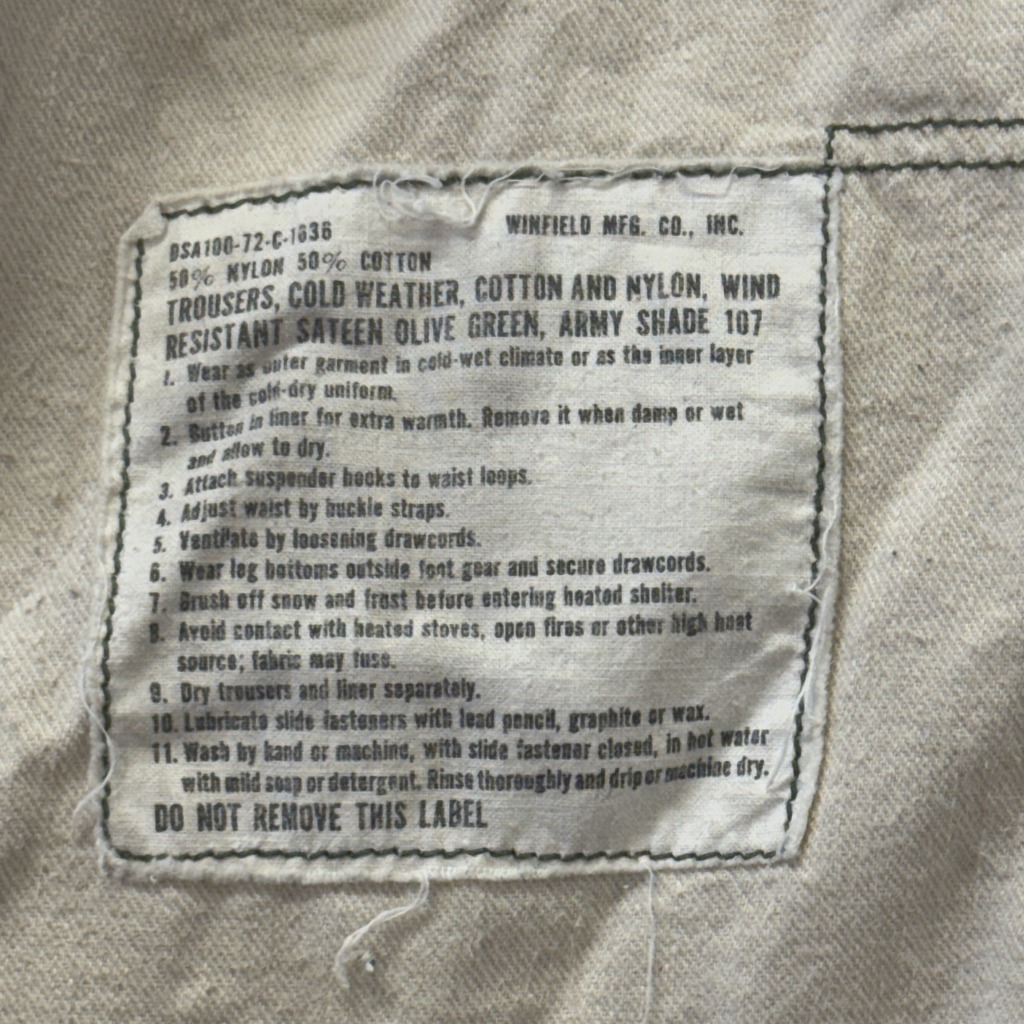 DSA100-72-C-1636 WINFIELD MFG. CO., INC.
50% NYLON 50% COTTON
TROUSERS, COLD WEATHER, COTTON AND NYLON, WIND
RESISTANT SATEEN OLIVE GREEN, ARMY SHADE 107
1. Wear as outer garment in cold-wet climate or as the inner layer
of the cold-dry uniform.
2. Button in liner for extra warmth. Remove it when damp or wet
and allow to dry.
3. Attach suspender hooks to waist loops.
4. Adjust waist by buckle straps.
5. Ventilate by loosening drawcords.
6. Wear leg bottoms outside foot gear and secure drawcords.
7. Brush off snow and frost before entering heated shelter.
8. Avoid contact with heated stoves, open fires or other high heat
source; fabric may fuse.
9. Dry trousers and liner separately.
10. Lubricate slide fasteners with lead pencil, graphite or wax.
11. Wash by hand or machine, with slide fastener closed, in hot water
with mild soap or detergent. Rinse thoroughly and drip or machine dry.
DO NOT REMOVE THIS LABEL